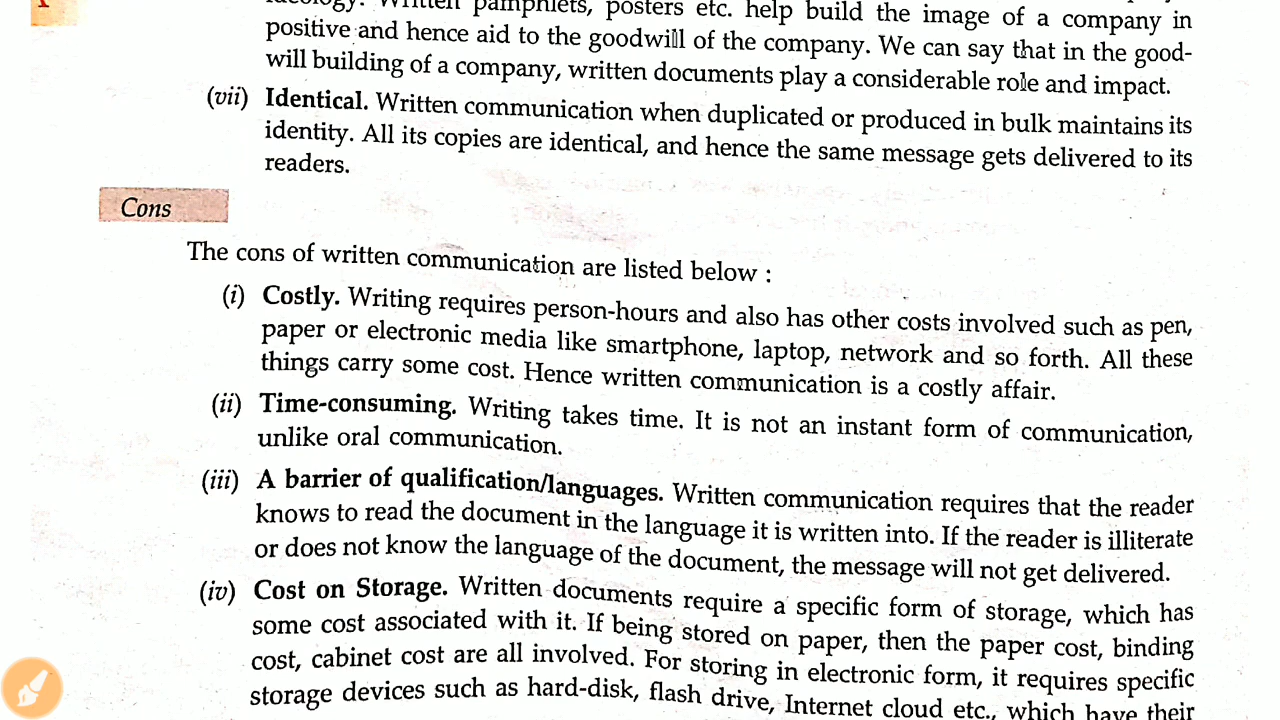 ideology. Written pamphlets, posters etc. help build the image of a company in
positive and hence aid to the goodwill of the company. We can say that in the good-
will building of a company, written documents play a considerable role and impact.
(vii) Identical. Written communication when duplicated or produced in bulk maintains its
identity. All its copies are identical, and hence the same message gets delivered to its
readers.
Cons
The cons of written communication are listed below :
(i) Costly. Writing requires person-hours and also has other costs involved such as pen,
paper or electronic media like smartphone, laptop, network and so forth. All these
things carry some cost. Hence written communication is a costly affair.
(ii) Time-consuming. Writing takes time. It is not an instant form of communication,
unlike oral communication.
(iii) A barrier of qualification/languages. Written communication requires that the reader
knows to read the document in the language it is written into. If the reader is illiterate
or does not know the language of the document, the message will not get delivered.
(iv) Cost on Storage. Written documents require a specific form of storage, which has
some cost associated with it. If being stored on paper, then the paper cost, binding
cost, cabinet cost are all involved. For storing in electronic form, it requires specific
storage devices such as hard-disk, flash drive, Internet cloud etc., which have their